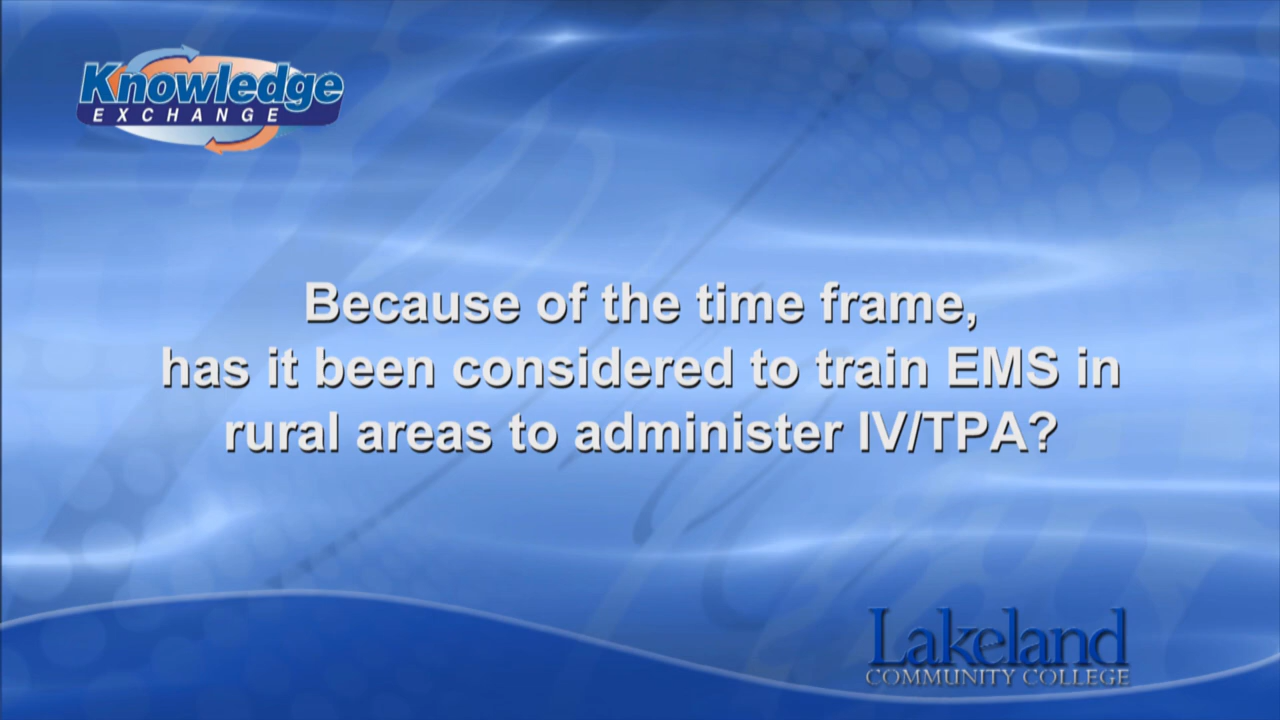 Knowledge
EXCHANGE
Because of the time frame,
has it been considered to train EMS in
rural areas to administer IV/TPA?
Lakeland
COMMUNITY COLLEGE